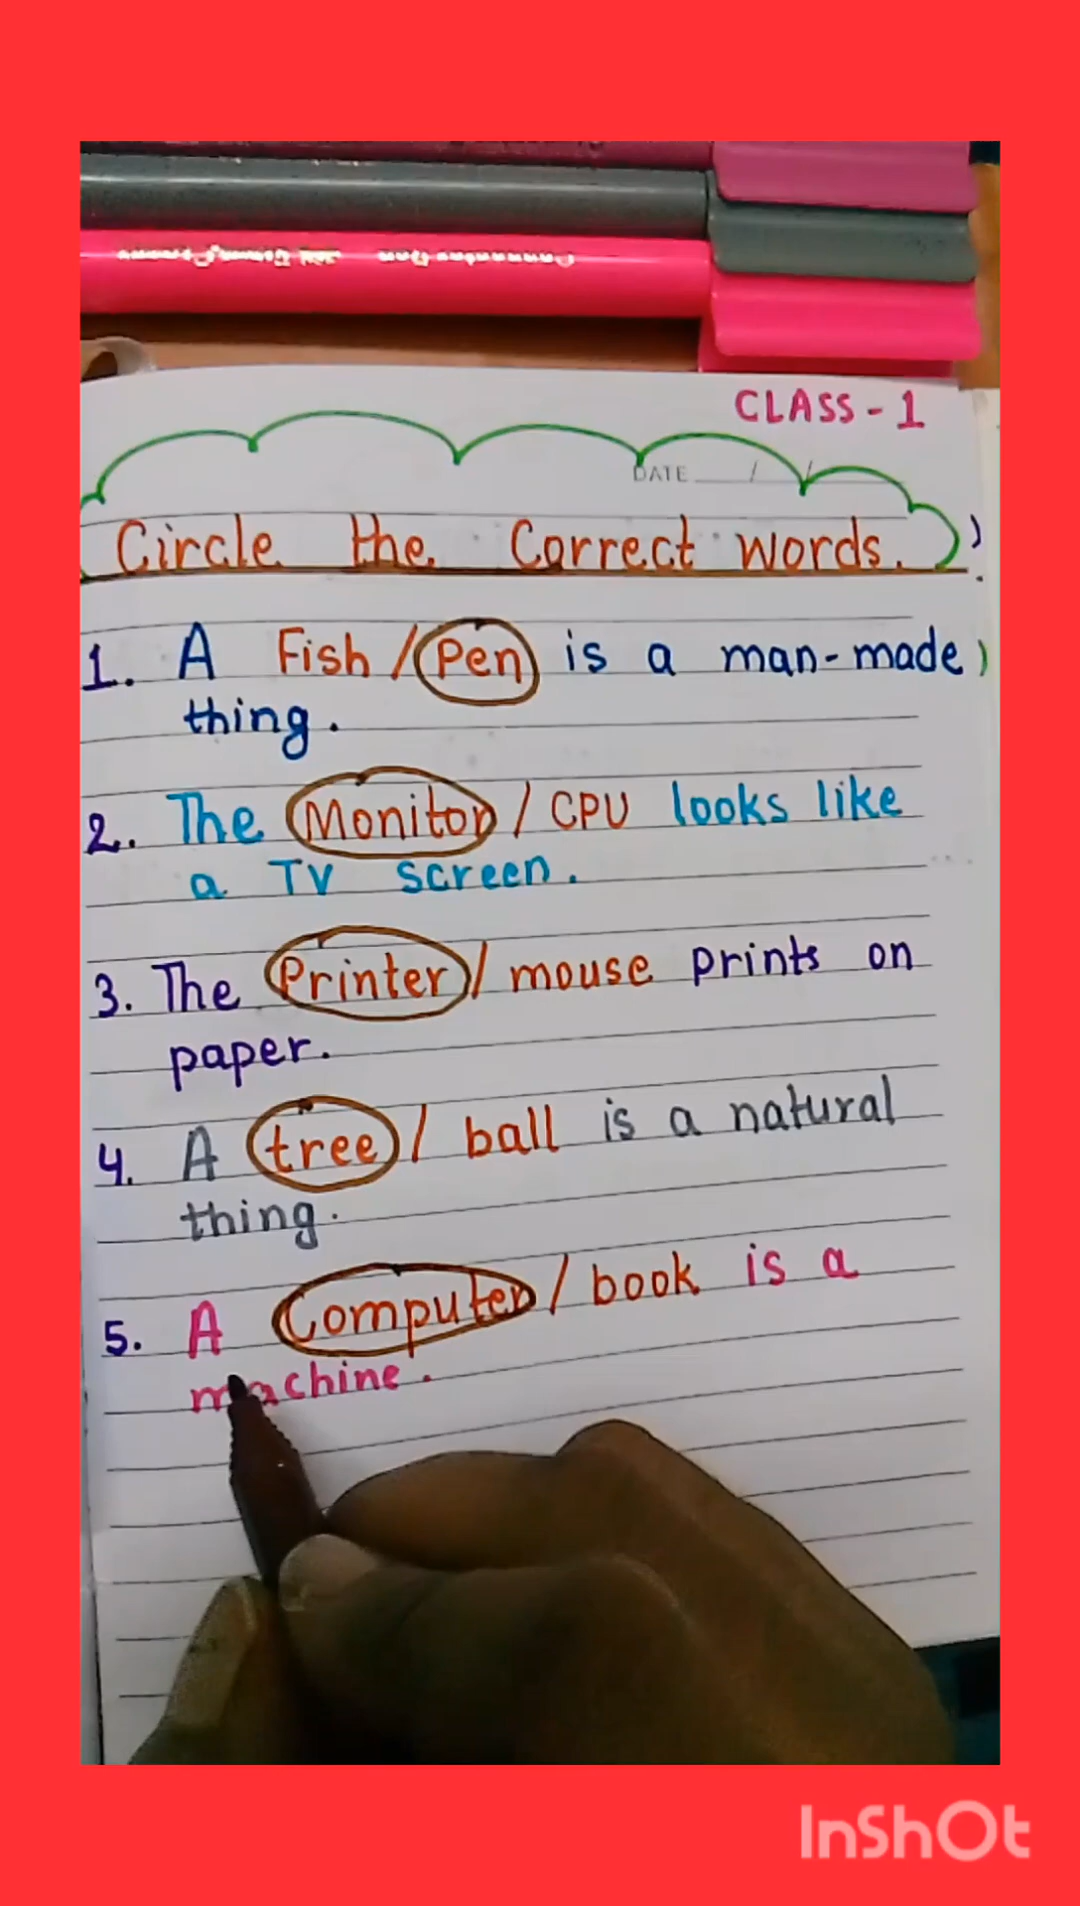 CLASS - 1
DATE / /
Circle the Correct words.
1. A Fish / Pen is a man-made
thing.
2. The Monitor / CPU looks like
a TV screen.
3. The Printer / mouse prints on
paper.
4. A tree / ball is a natural
thing.
5. A Computer / book is a
machine.
InShOt